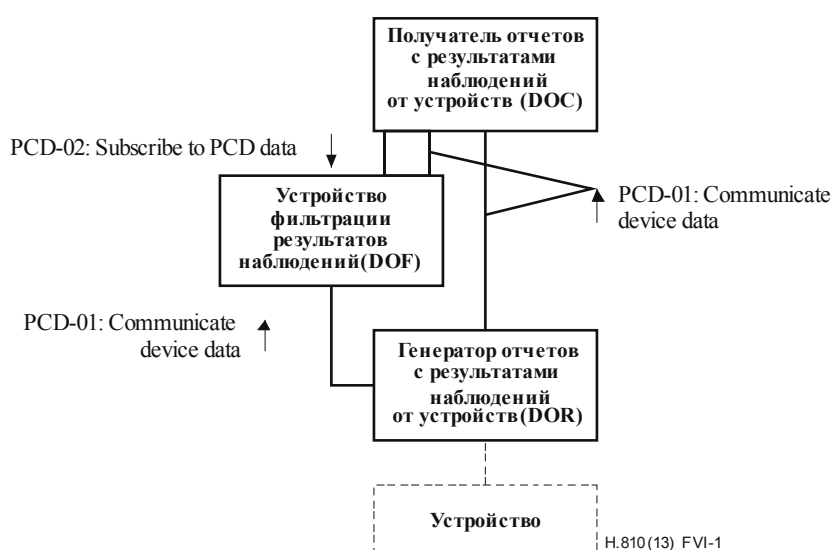 Получатель отчетов
с результатами
наблюдений
от устройств (DOC)
PCD-02: Subscribe to PCD data
Устройство
фильтрации
результатов
наблюдений(DOF)
PCD-01: Communicate
device data
PCD-01: Communicate
device data
Генератор отчетов
с результатами
наблюдений
от устройств(DOR)
Устройство
H.810(13) FVI-1